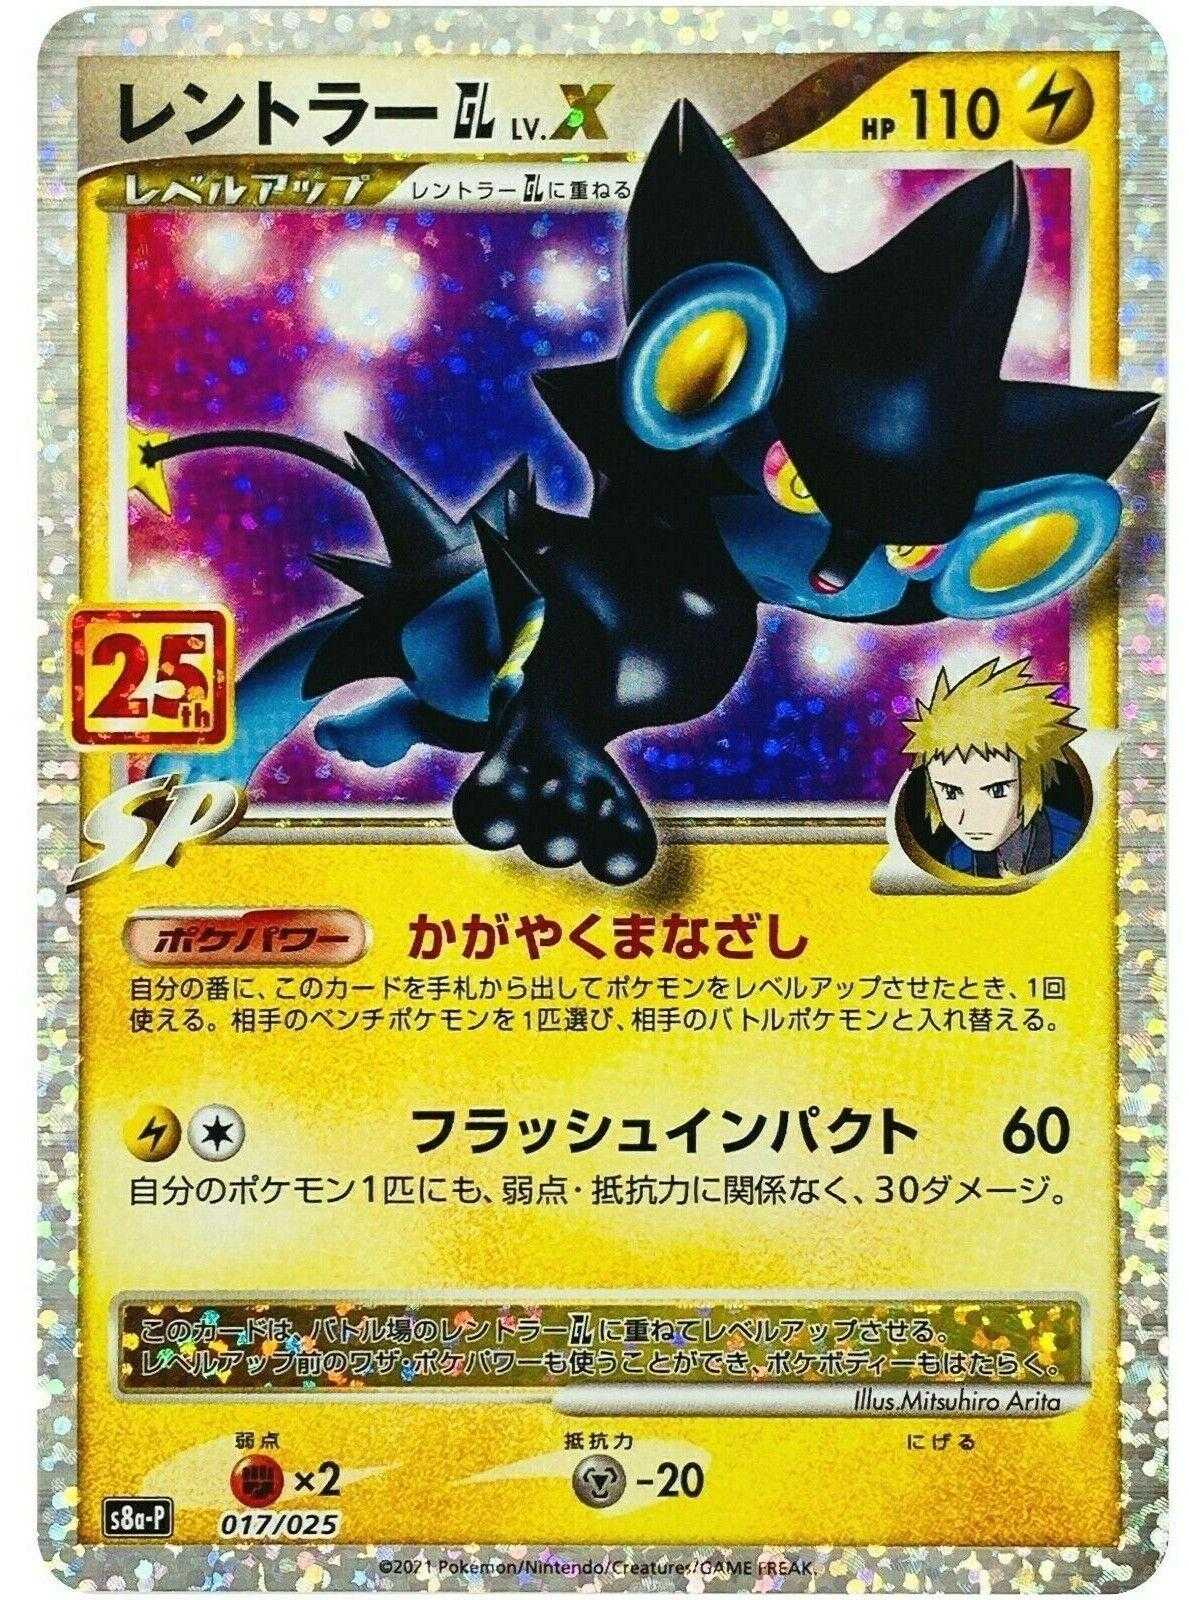 レントラーGL LV.X HP 110
レベルアップ レントラーGLに重ねる
25th
SP
ポケパワー かがやくまなざし
自分の番に、このカードを手札から出してポケモンをレベルアップさせたとき、1回
使える。相手のベンチポケモンを1匹選び、相手のバトルポケモンと入れ替える。
フラッシュインパクト 60
自分のポケモン1匹にも、弱点・抵抗力に関係なく、30ダメージ。
このカードは、バトル場のレントラーGLに重ねてレベルアップさせる。
レベルアップ前のワザ・ポケパワーも使うことができ、ポケボディーもはたらく。
Illus.Mitsuhiro Arita
弱点 抵抗力 にげる
×2 -20
s8a-P 017/025
©2021 Pokémon/Nintendo/Creatures/GAME FREAK.